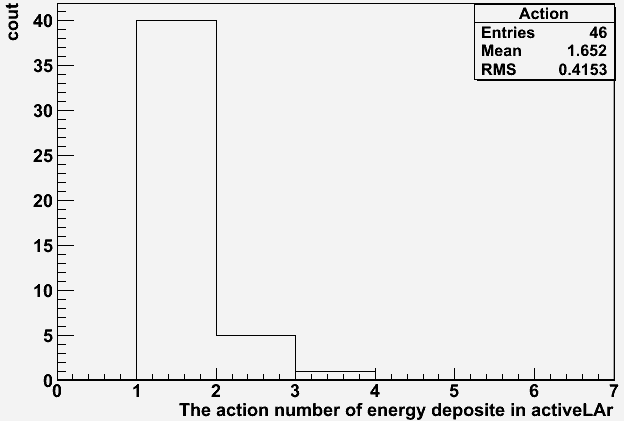 cout
Action
Entries 46
Mean 1.652
RMS 0.4153
40
35
30
25
20
15
10
5
0
0 1 2 3 4 5 6 7
The action number of energy deposite in activeLAr